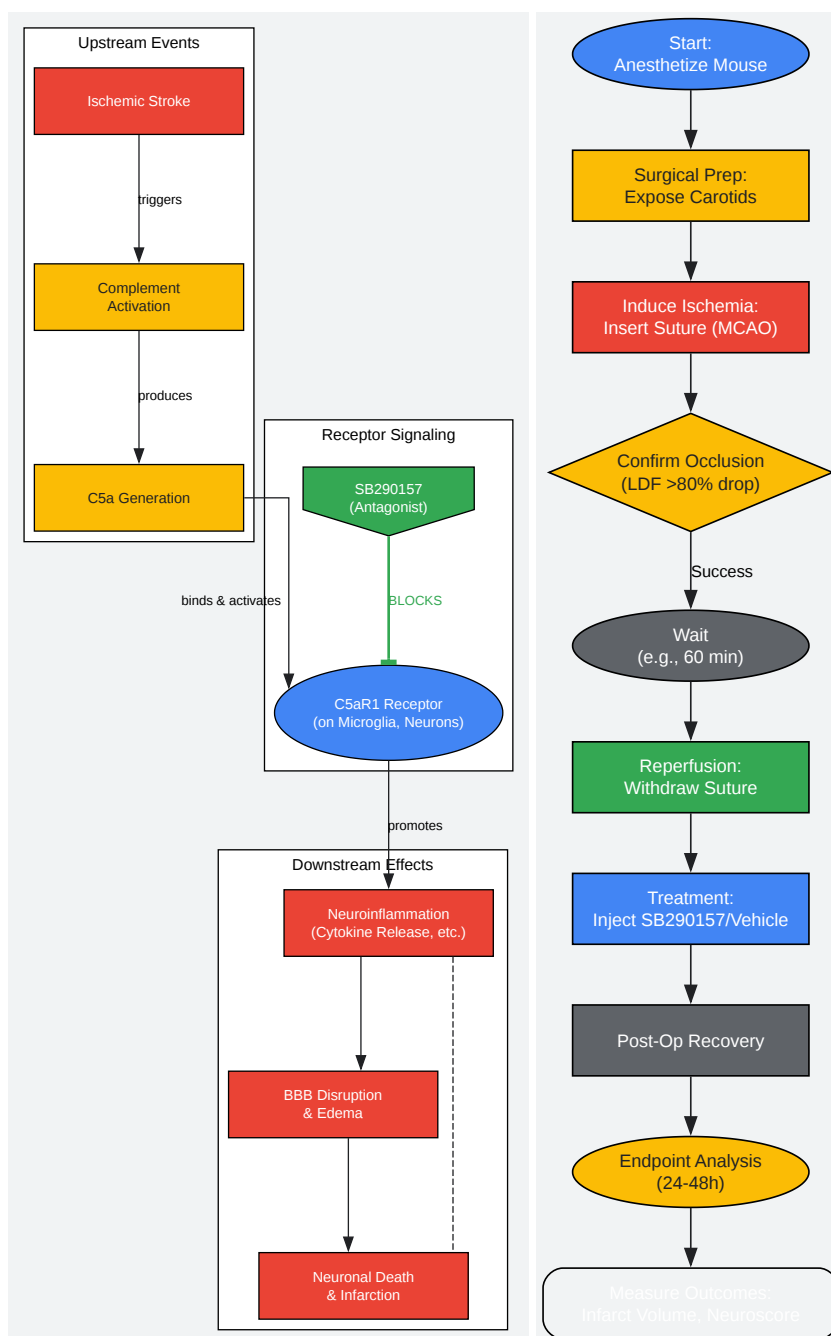 Upstream Events
Ischemic Stroke
triggers
Complement
Activation
produces
C5a Generation
Receptor Signaling
SB290157
(Antagonist)
binds & activates
BLOCKS
C5aR1 Receptor
(on Microglia, Neurons)
promotes
Downstream Effects
Neuroinflammation
(Cytokine Release, etc.)
BBB Disruption
& Edema
Neuronal Death
& Infarction
Start:
Anesthetize Mouse
Surgical Prep:
Expose Carotids
Induce Ischemia:
Insert Suture (MCAO)
Confirm Occlusion
(LDF >80% drop)
Success
Wait
(e.g., 60 min)
Reperfusion:
Withdraw Suture
Treatment:
Inject SB290157/Vehicle
Post-Op Recovery
Endpoint Analysis
(24-48h)
Measure Outcomes:
Infarct Volume, Neuroscore